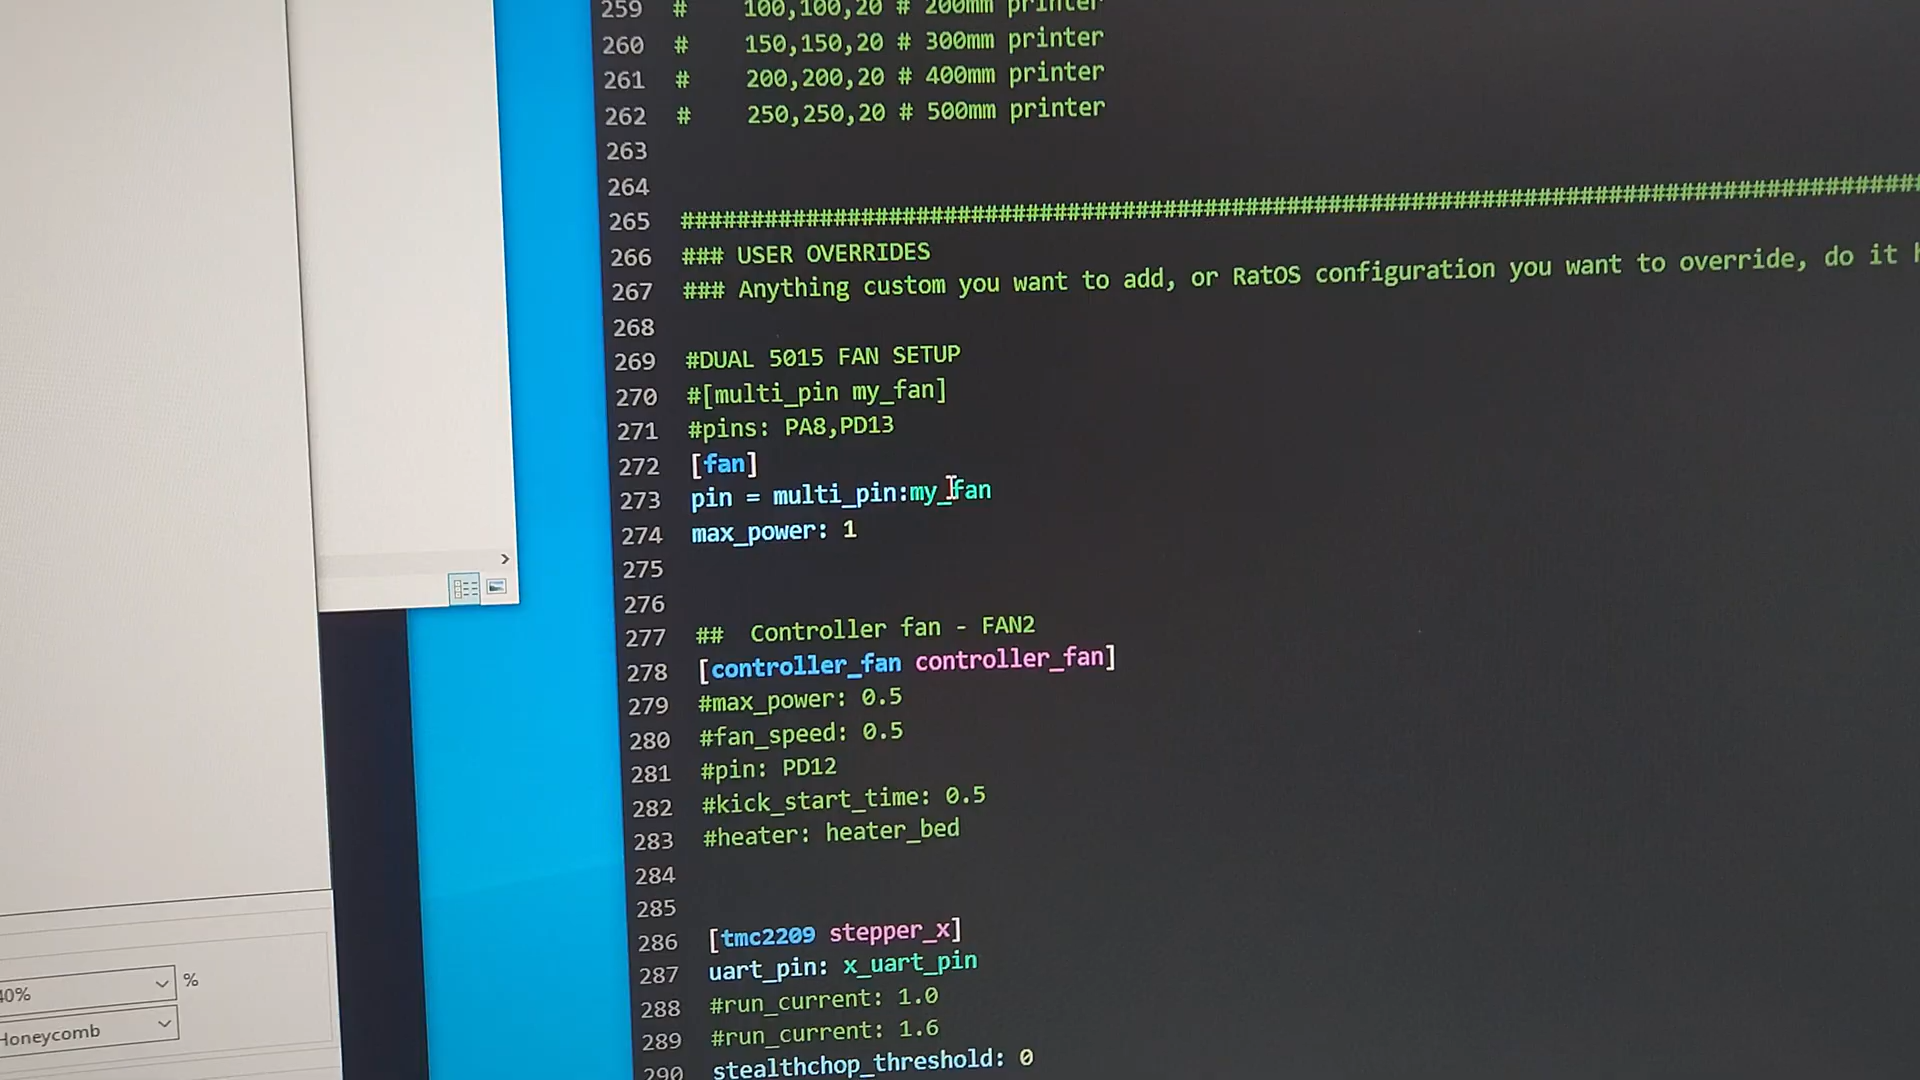 259 # 100,100,20 # 200mm printer
260 # 150,150,20 # 300mm printer
261 # 200,200,20 # 400mm printer
262 # 250,250,20 # 500mm printer
263
264
265 ################################################################################
266 ### USER OVERRIDES
267 ### Anything custom you want to add, or RatOS configuration you want to override, do it
268
269 #DUAL 5015 FAN SETUP
270 #[multi_pin my_fan]
271 #pins: PA8,PD13
272 [fan]
273 pin = multi_pin:my_fan
274 max_power: 1
275
276
277 ## Controller fan - FAN2
278 [controller_fan controller_fan]
279 #max_power: 0.5
280 #fan_speed: 0.5
281 #pin: PD12
282 #kick_start_time: 0.5
283 #heater: heater_bed
284
285
286 [tmc2209 stepper_x]
287 uart_pin: x_uart_pin
288 #run_current: 1.0
289 #run_current: 1.6
290 stealthchop_threshold: 0
40% %
Honeycomb